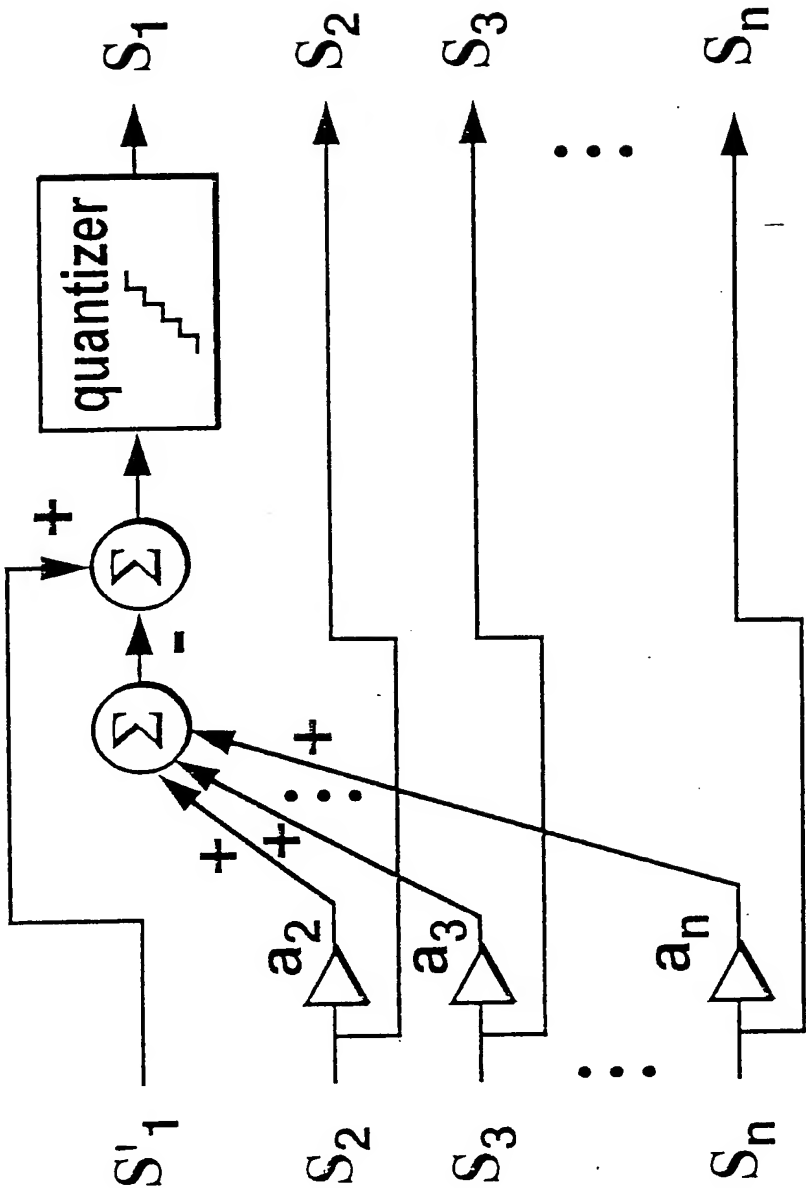 S'1
S2
S3
...
Sn
a2
a3
an
+
+
...
+
Σ
-
Σ
+
quantizer
S1
S2
S3
...
Sn